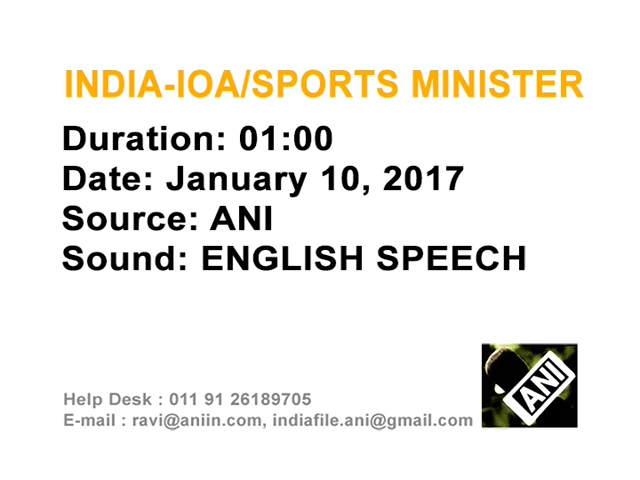 INDIA-IOA/SPORTS MINISTER
Duration: 01:00
Date: January 10, 2017
Source: ANI
Sound: ENGLISH SPEECH
ANI
Help Desk : 011 91 26189705
E-mail : ravi@aniin.com, indiafile.ani@gmail.com